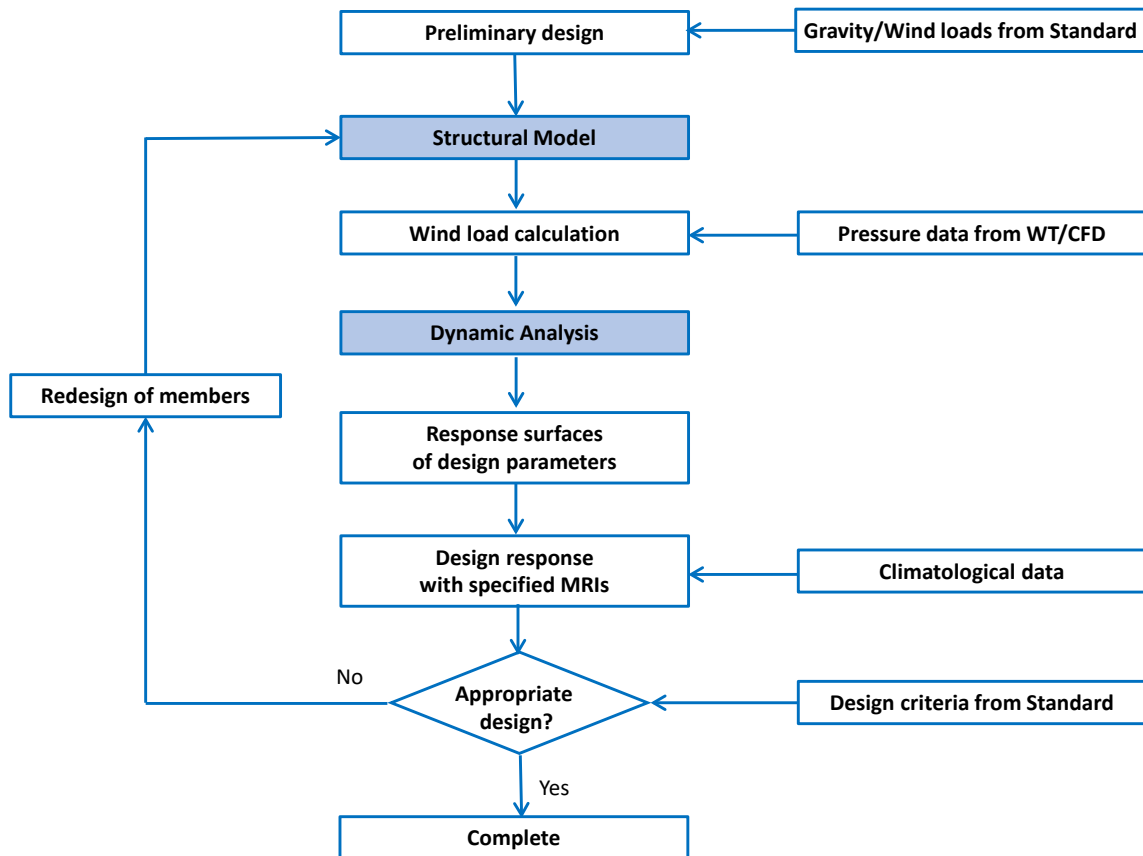 Preliminary design
Gravity/Wind loads from Standard
Structural Model
Wind load calculation
Pressure data from WT/CFD
Dynamic Analysis
Redesign of members
Response surfaces
of design parameters
Design response
with specified MRIs
Climatological data
No
Appropriate
design?
Design criteria from Standard
Yes
Complete